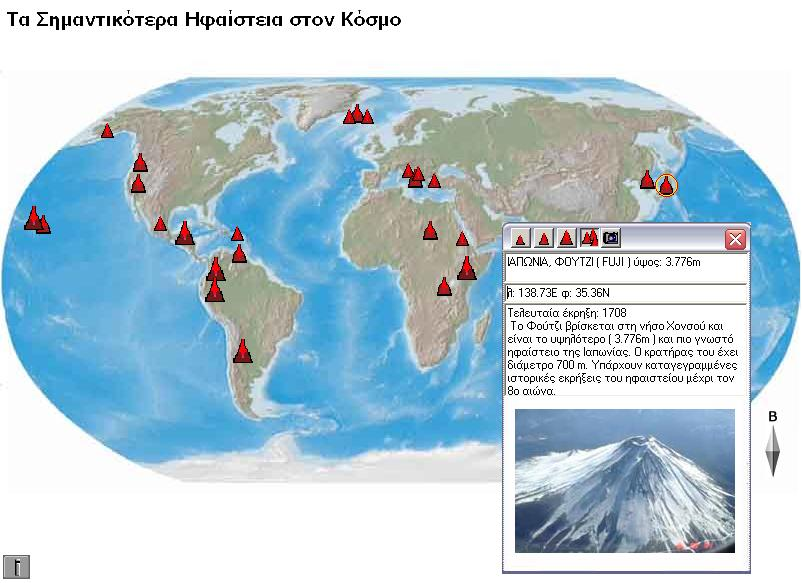 Τα Σημαντικότερα Ηφαίστεια στον Κόσμο
ΙΑΠΩΝΙΑ, ΦΟΥΤΖΙ ( FUJI ) ύψος: 3.776m
λ: 138.73E φ: 35.36N
Τελευταία έκρηξη: 1708
Το Φούτζι βρίσκεται στη νήσο Χονσού και
είναι το υψηλότερο ( 3.776m ) και πιο γνωστό
ηφαίστειο της Ιαπωνίας. Ο κρατήρας του έχει
διάμετρο 700 m. Υπάρχουν καταγεγραμμένες
ιστορικές εκρήξεις του ηφαιστείου μέχρι τον
8ο αιώνα.
Β